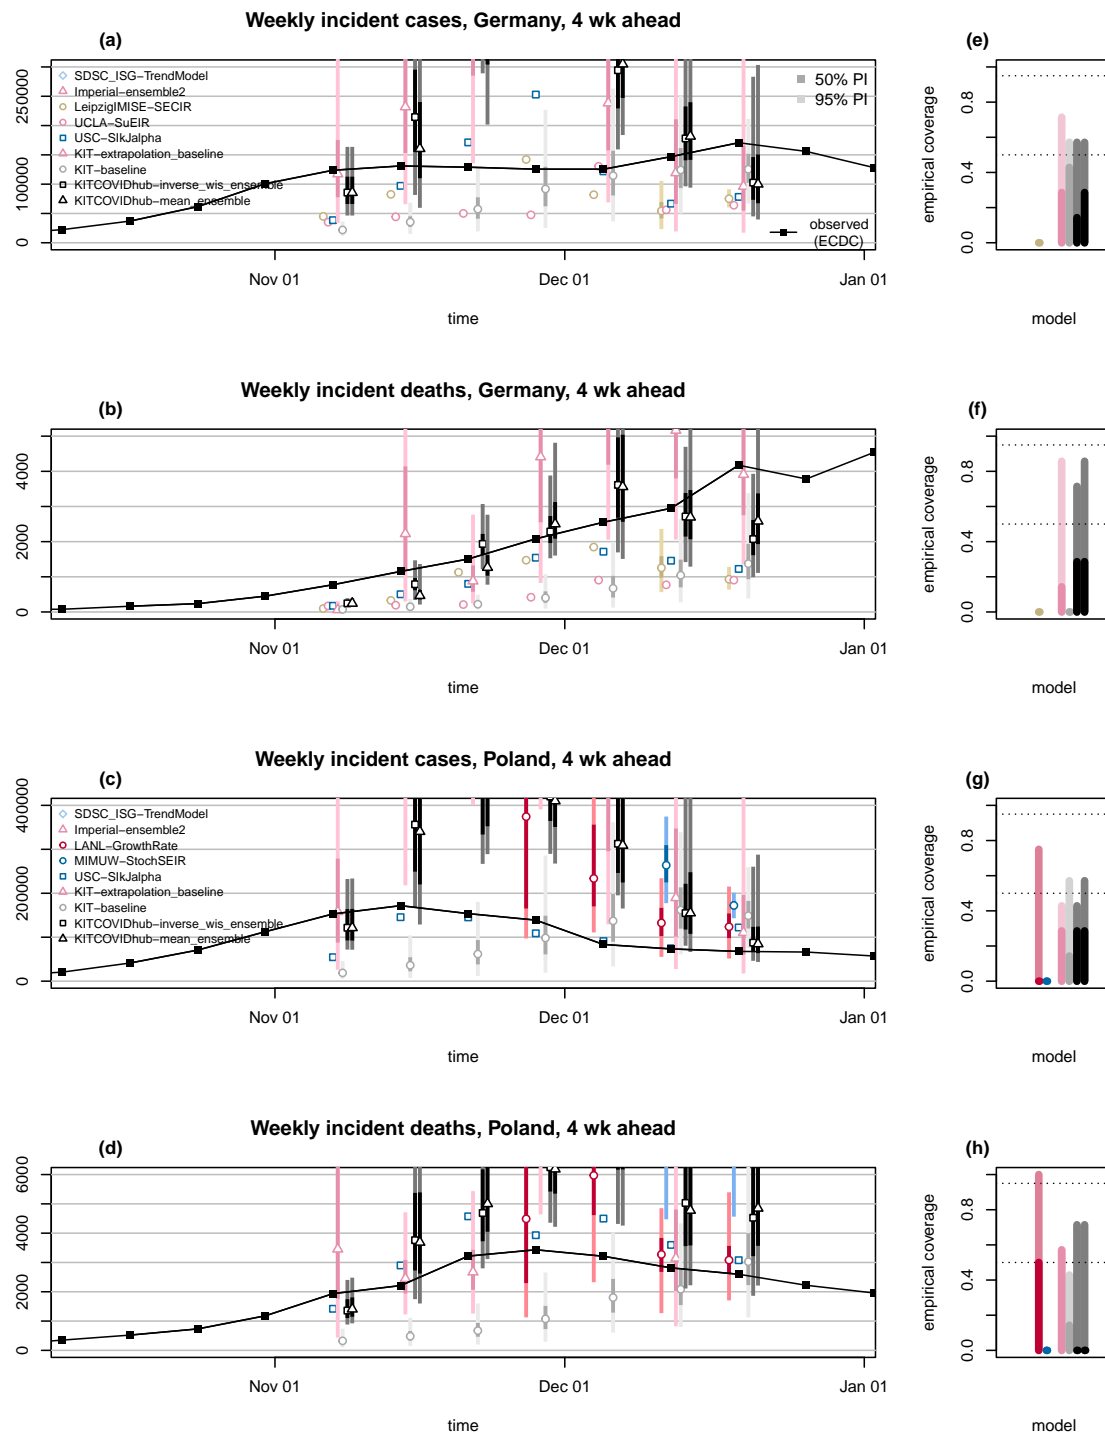 Weekly incident cases, Germany, 4 wk ahead
(a)
(e)
SDSC_ISG−TrendModel
Imperial−ensemble2
LeipzigIMISE−SECIR
UCLA−SuEIR
USC−SIkJalpha
KIT−extrapolation_baseline
KIT−baseline
KITCOVIDhub−inverse_wis_ensemble
KITCOVIDhub−mean_ensemble
50% PI
95% PI
observed
(ECDC)
0
100000
250000
Nov 01
Dec 01
Jan 01
time
empirical coverage
0.0
0.4
0.8
model
Weekly incident deaths, Germany, 4 wk ahead
(b)
(f)
0
2000
4000
Nov 01
Dec 01
Jan 01
time
empirical coverage
0.0
0.4
0.8
model
Weekly incident cases, Poland, 4 wk ahead
(c)
(g)
SDSC_ISG−TrendModel
Imperial−ensemble2
LANL−GrowthRate
MIMUW−StochSEIR
USC−SIkJalpha
KIT−extrapolation_baseline
KIT−baseline
KITCOVIDhub−inverse_wis_ensemble
KITCOVIDhub−mean_ensemble
0
200000
400000
Nov 01
Dec 01
Jan 01
time
empirical coverage
0.0
0.4
0.8
model
Weekly incident deaths, Poland, 4 wk ahead
(d)
(h)
0
2000
4000
6000
Nov 01
Dec 01
Jan 01
time
empirical coverage
0.0
0.4
0.8
model